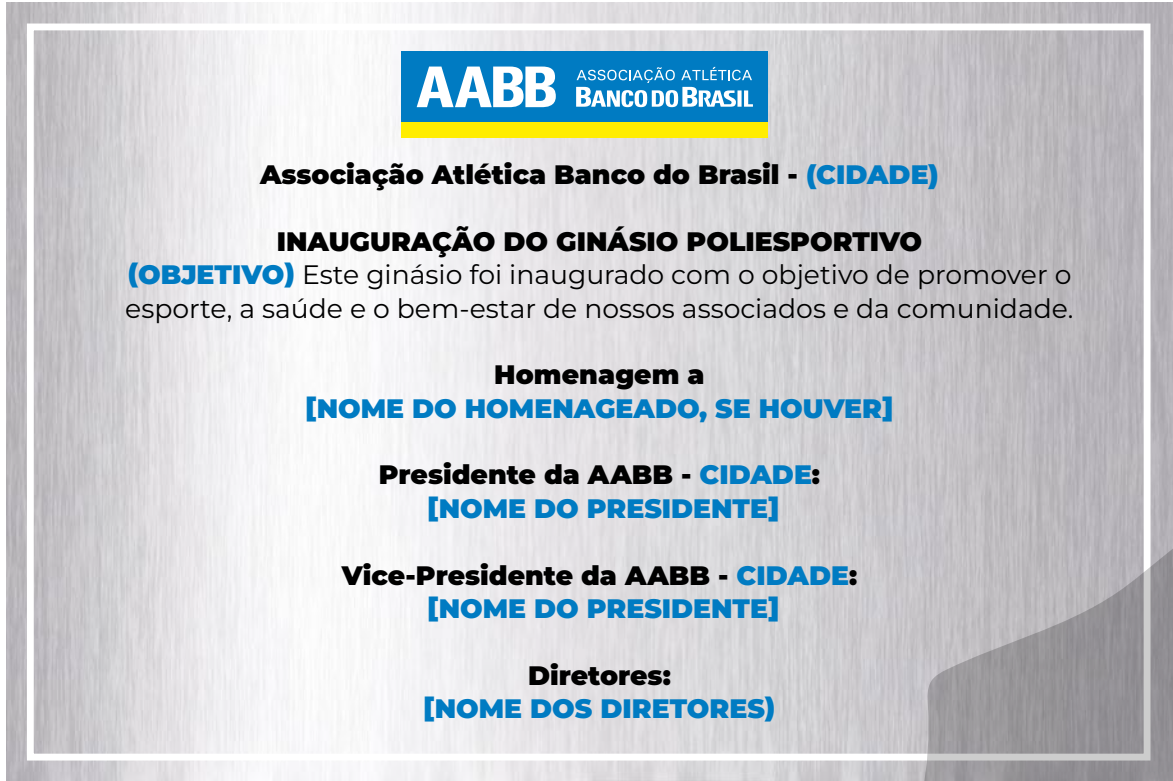 AABB ASSOCIAÇÃO ATLÉTICA
BANCO DO BRASIL
Associação Atlética Banco do Brasil - (CIDADE)
INAUGURAÇÃO DO GINÁSIO POLIESPORTIVO
(OBJETIVO) Este ginásio foi inaugurado com o objetivo de promover o
esporte, a saúde e o bem-estar de nossos associados e da comunidade.
Homenagem a
[NOME DO HOMENAGEADO, SE HOUVER]
Presidente da AABB - CIDADE:
[NOME DO PRESIDENTE]
Vice-Presidente da AABB - CIDADE:
[NOME DO PRESIDENTE]
Diretores:
[NOME DOS DIRETORES)